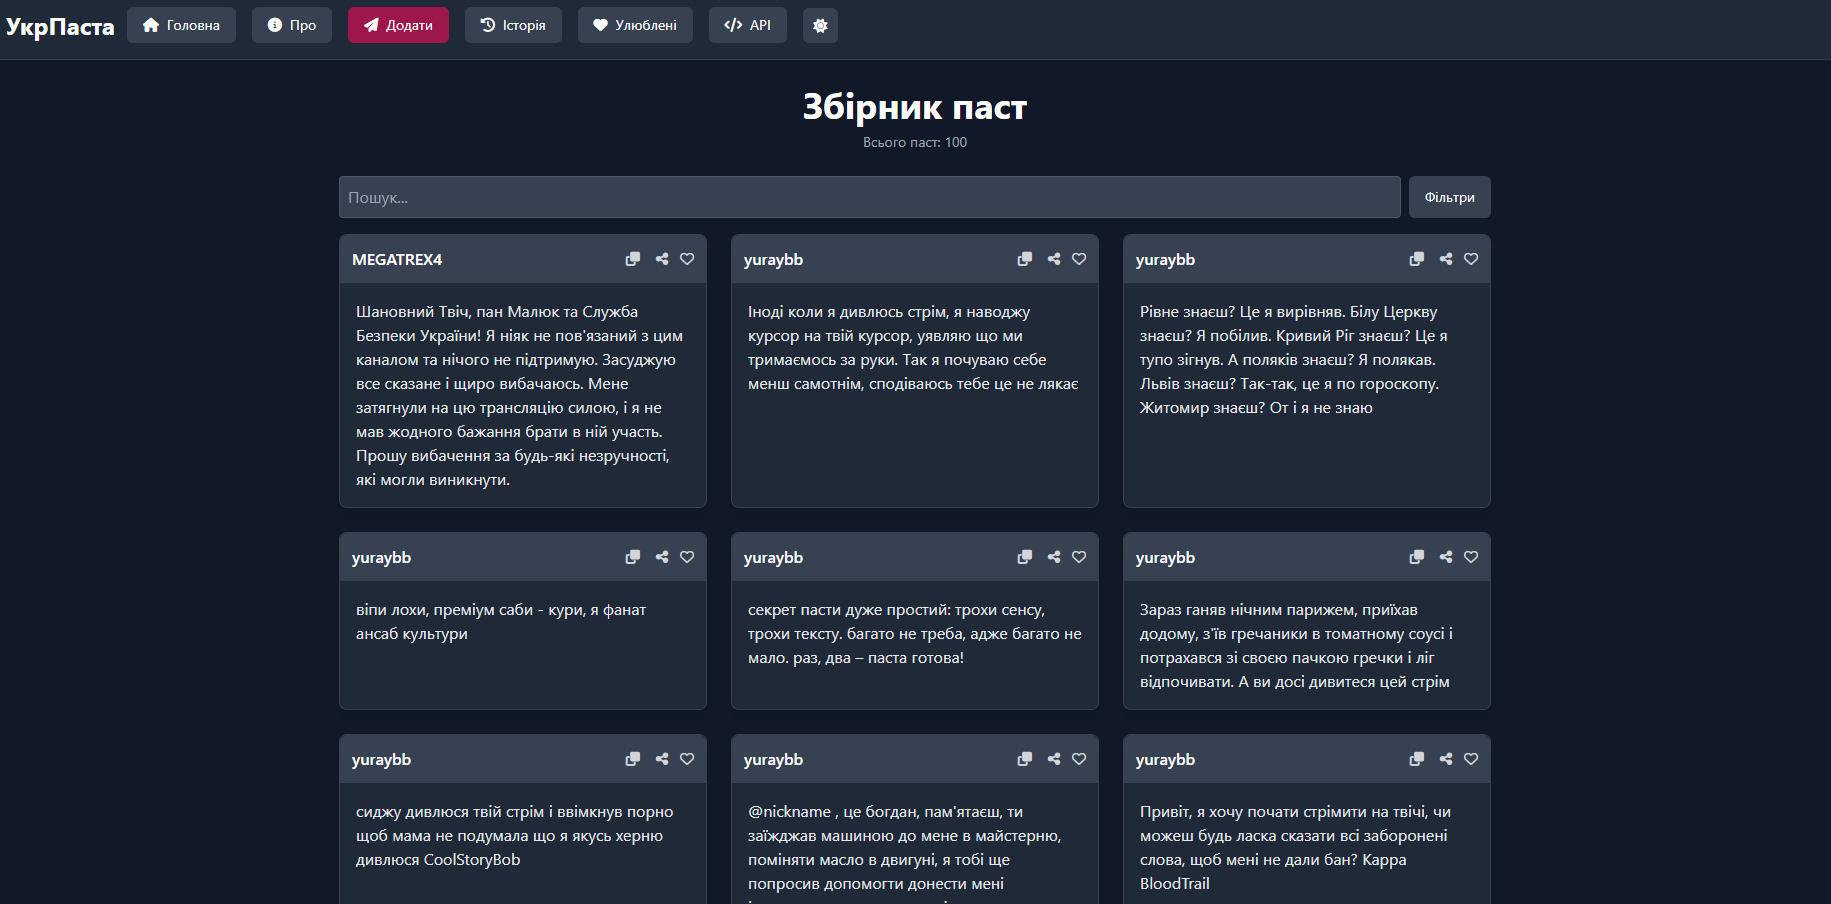 УкрПаста
Головна
Про
Додати
Історія
Улюблені
API
Збірник паст
Всього паст: 100
Пошук...
Фільтри
MEGATREX4
Шановний Твіч, пан Малюк та Служба
Безпеки України! Я ніяк не пов'язаний з цим
каналом та нічого не підтримую. Засуджую
все сказане і щиро вибачаюсь. Мене
затягнули на цю трансляцію силою, і я не
мав жодного бажання брати в ній участь.
Прошу вибачення за будь-які незручності,
які могли виникнути.
yuraybb
Іноді коли я дивлюсь стрім, я наводжу
курсор на твій курсор, уявляю що ми
тримаємось за руки. Так я почуваю себе
менш самотнім, сподіваюсь тебе це не лякає
yuraybb
Рівне знаєш? Це я вирівняв. Білу Церкву
знаєш? Я побілив. Кривий Ріг знаєш? Це я
тупо зігнув. А поляків знаєш? Я полякав.
Львів знаєш? Так-так, це я по гороскопу.
Житомир знаєш? От і я не знаю
yuraybb
віпи лохи, преміум саби - кури, я фанат
ансаб культури
yuraybb
секрет пасти дуже простий: трохи сенсу,
трохи тексту. багато не треба, адже багато не
мало. раз, два – паста готова!
yuraybb
Зараз ганяв нічним парижем, приїхав
додому, з'їв гречаники в томатному соусі і
потрахався зі своєю пачкою гречки і ліг
відпочивати. А ви досі дивитеся цей стрім
yuraybb
сиджу дивлюся твій стрім і ввімкнув порно
щоб мама не подумала що я якусь херню
дивлюся CoolStoryBob
yuraybb
@nickname , це богдан, пам'ятаєш, ти
заїжджав машиною до мене в майстерню,
поміняти масло в двигуні, я тобі ще
попросив допомогти донести мені
yuraybb
Привіт, я хочу почати стрімити на твічі, чи
можеш будь ласка сказати всі заборонені
слова, щоб мені не дали бан? Kappa
BloodTrail